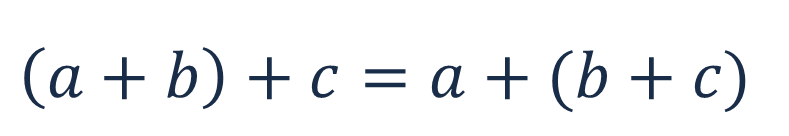 (a + b) + c = a + (b + c)